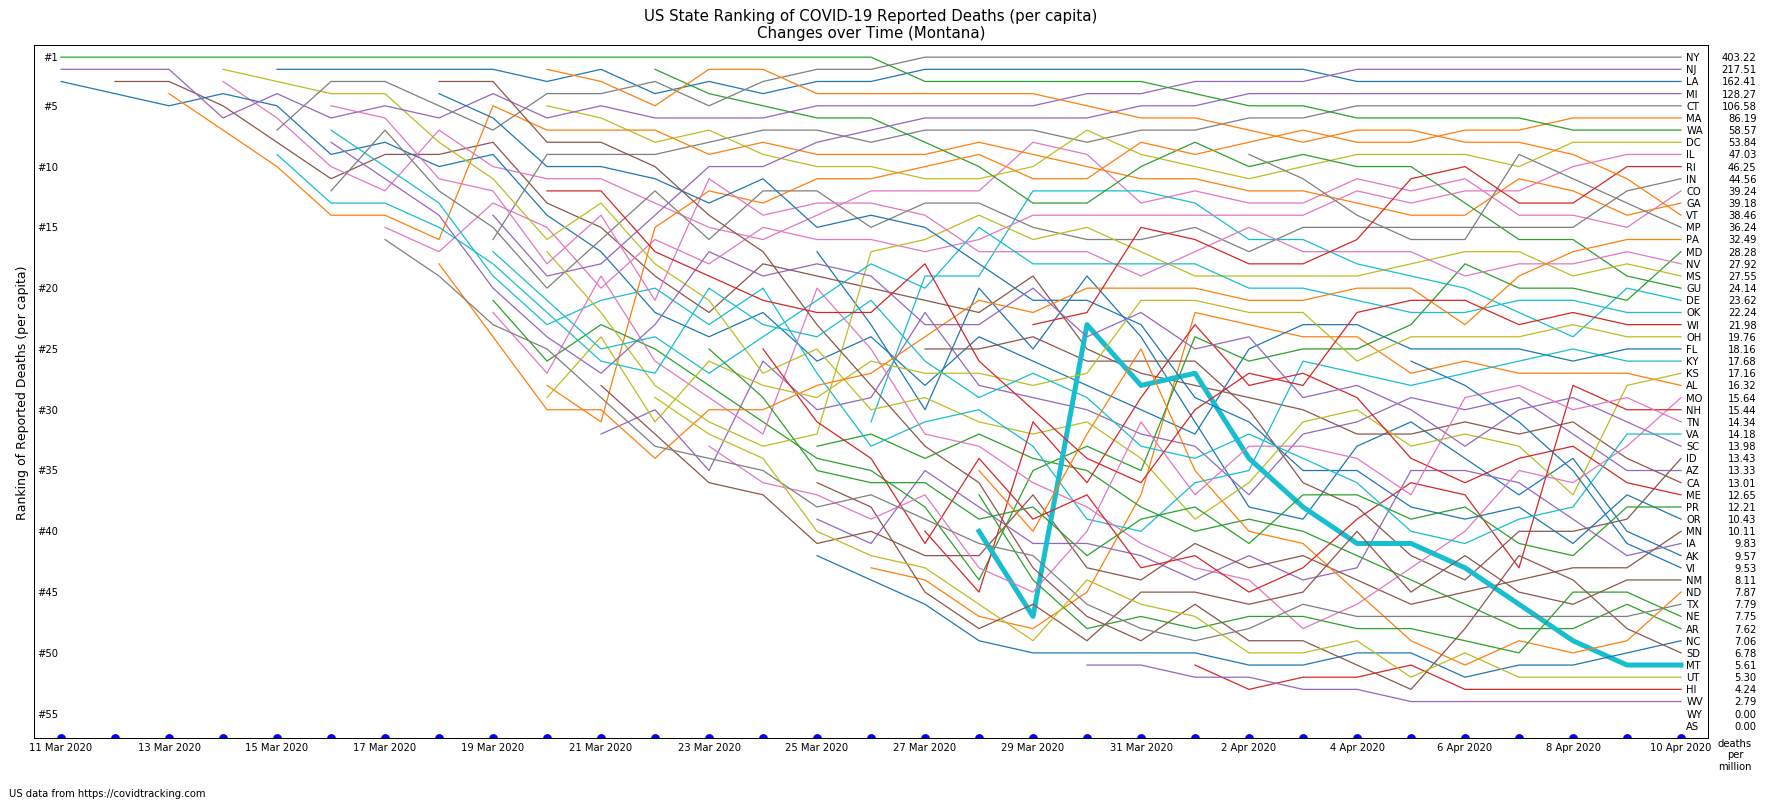 US State Ranking of COVID-19 Reported Deaths (per capita)
Changes over Time (Montana)
Ranking of Reported Deaths (per capita)
#1
#5
#10
#15
#20
#25
#30
#35
#40
#45
#50
#55
NY 403.22
NJ 217.51
LA 162.41
MI 128.27
CT 106.58
MA 86.19
WA 58.57
DC 53.84
IL 47.03
RI 46.25
IN 44.56
CO 39.24
GA 39.18
VT 38.46
MP 36.24
PA 32.49
MD 28.28
NV 27.92
MS 27.55
GU 24.14
DE 23.62
OK 22.24
WI 21.98
OH 19.76
FL 18.16
KY 17.68
KS 17.16
AL 16.32
MO 15.64
NH 15.44
TN 14.34
VA 14.18
SC 13.98
ID 13.43
AZ 13.33
CA 13.01
ME 12.65
PR 12.21
OR 10.43
MN 10.11
IA 9.83
AK 9.57
VI 9.53
NM 8.11
ND 7.87
TX 7.79
NE 7.75
AR 7.62
NC 7.06
SD 6.78
MT 5.61
UT 5.30
HI 4.24
WV 2.79
WY 0.00
AS 0.00
11 Mar 2020 13 Mar 2020 15 Mar 2020 17 Mar 2020 19 Mar 2020 21 Mar 2020 23 Mar 2020 25 Mar 2020 27 Mar 2020 29 Mar 2020 31 Mar 2020 2 Apr 2020 4 Apr 2020 6 Apr 2020 8 Apr 2020 10 Apr 2020
deaths
per
million
US data from https://covidtracking.com